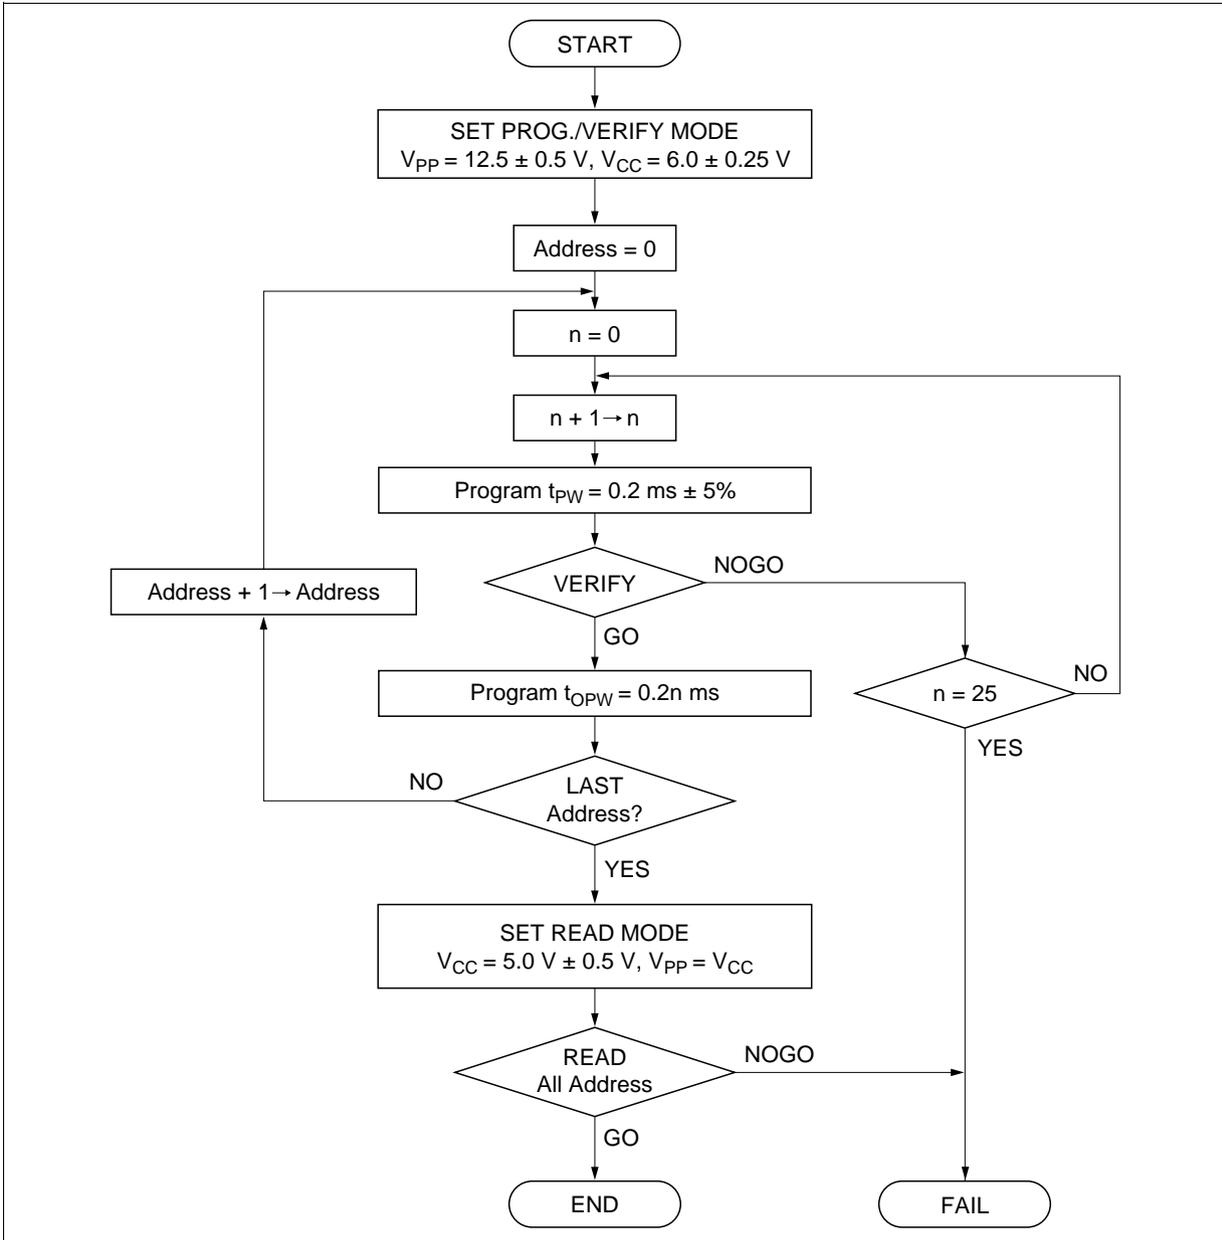 START
SET PROG./VERIFY MODE
VPP = 12.5 ± 0.5 V, VCC = 6.0 ± 0.25 V
Address = 0
n = 0
n + 1→ n
Program tPW = 0.2 ms ± 5%
VERIFY
NOGO
Address + 1→ Address
GO
Program tOPW = 0.2n ms
n = 25
NO
YES
LAST
Address?
NO
YES
SET READ MODE
VCC = 5.0 V ± 0.5 V, VPP = VCC
READ
All Address
NOGO
GO
END
FAIL